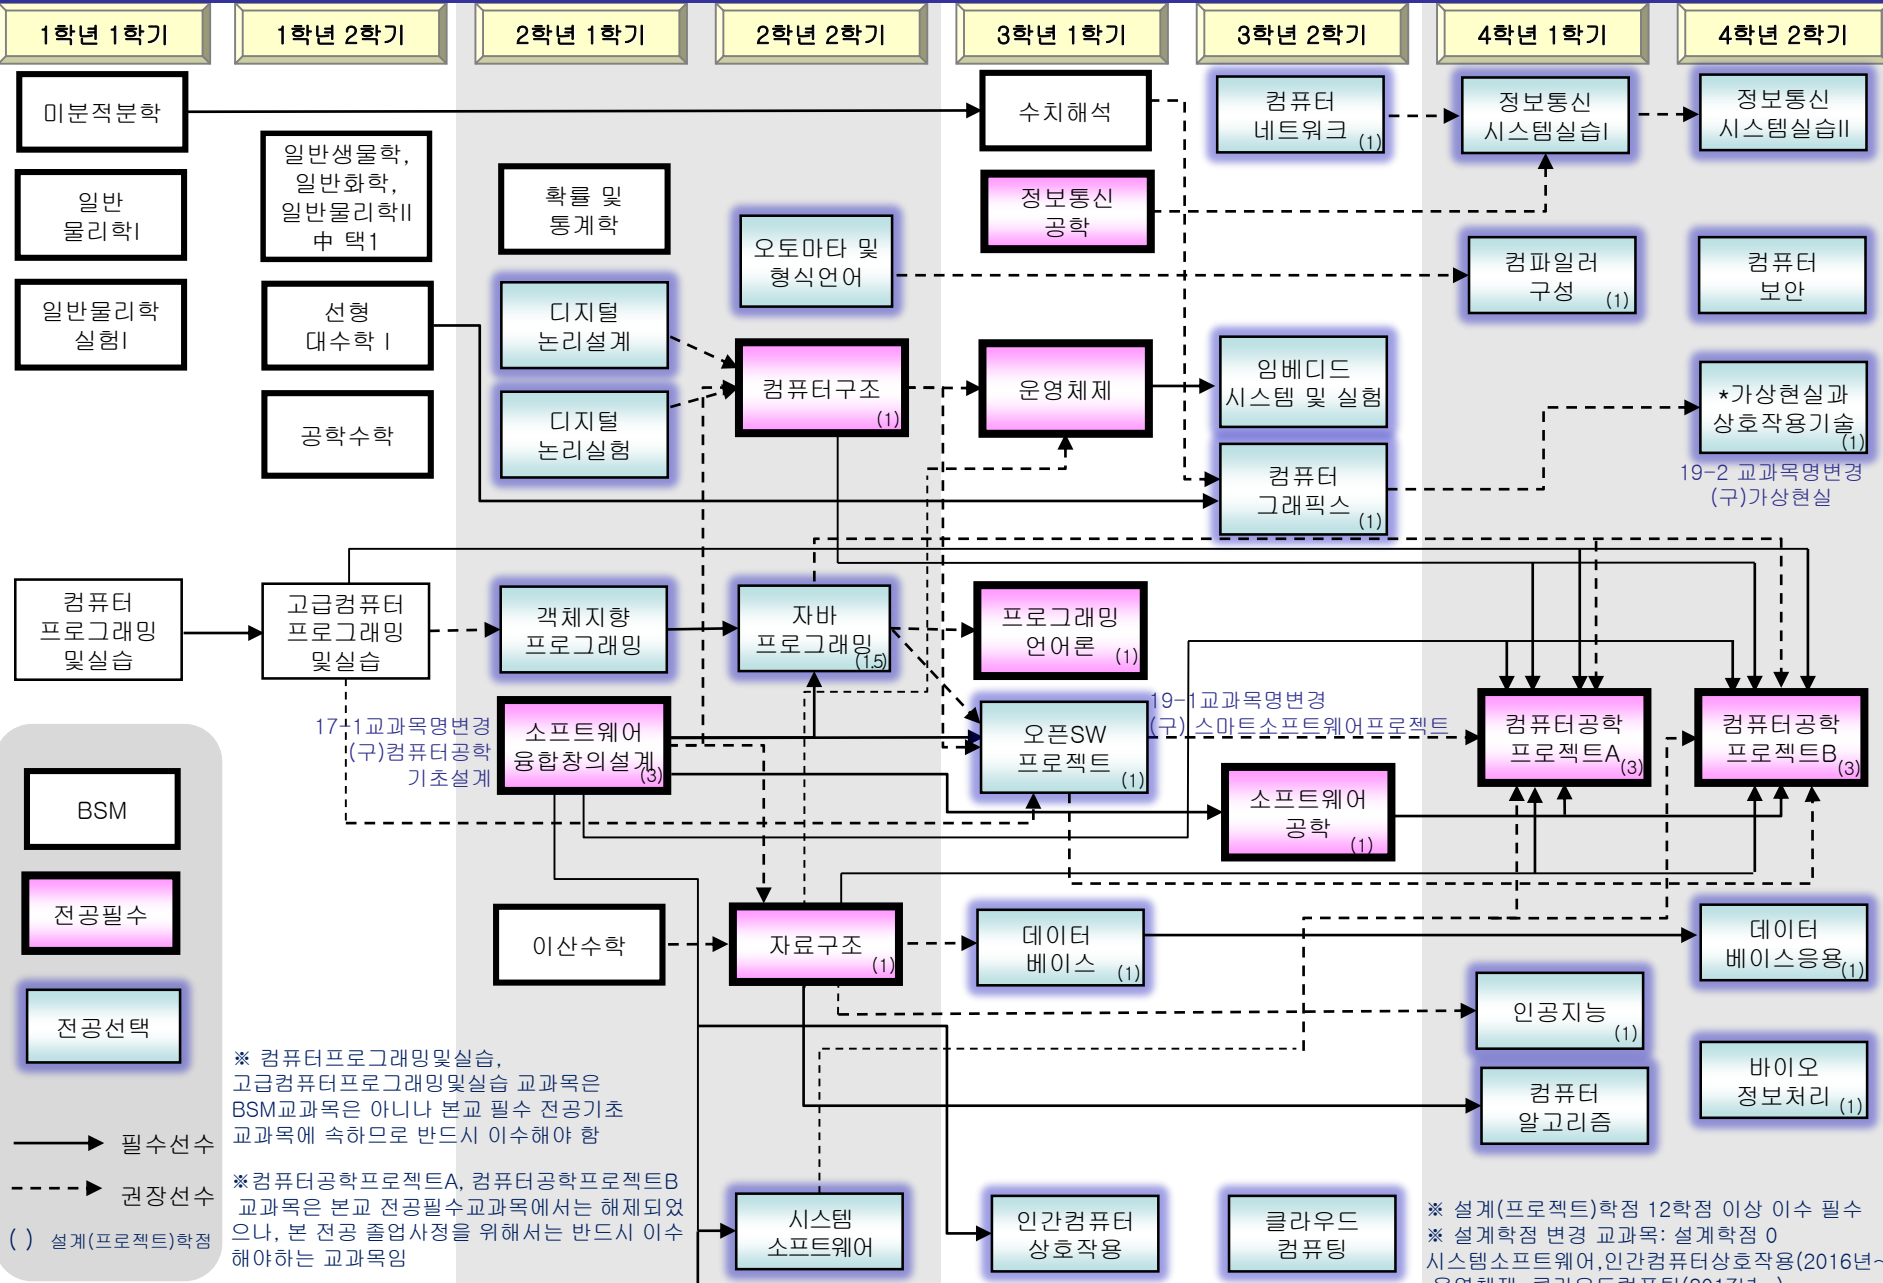 1학년 1학기
1학년 2학기
2학년 1학기
2학년 2학기
3학년 1학기
3학년 2학기
4학년 1학기
4학년 2학기
미분적분학
일반
물리학I
일반물리학
실험I
컴퓨터
프로그래밍
및실습
일반생물학,
일반화학,
일반물리학II
中 택1
선형
대수학 I
공학수학
고급컴퓨터
프로그래밍
및실습
확률 및
통계학
디지털
논리설계
디지털
논리실험
객체지향
프로그래밍
17-1교과목명변경
(구)컴퓨터공학
기초설계
소프트웨어
융합창의설계
(3)
이산수학
오토마타 및
형식언어
컴퓨터구조
(1)
자바
프로그래밍
(1.5)
자료구조
(1)
시스템
소프트웨어
수치해석
정보통신
공학
운영체제
프로그래밍
언어론
(1)
오픈SW
프로젝트
(1)
19-1교과목명변경
(구) 스마트소프트웨어프로젝트
데이터
베이스
(1)
인간컴퓨터
상호작용
컴퓨터
네트워크
(1)
임베디드
시스템 및 실험
컴퓨터
그래픽스
(1)
소프트웨어
공학
(1)
클라우드
컴퓨팅
정보통신
시스템실습I
컴파일러
구성
(1)
컴퓨터공학
프로젝트A
(3)
인공지능
(1)
컴퓨터
알고리즘
정보통신
시스템실습II
컴퓨터
보안
*가상현실과
상호작용기술
(1)
19-2 교과목명변경
(구)가상현실
컴퓨터공학
프로젝트B
(3)
데이터
베이스응용
(1)
바이오
정보처리
(1)
BSM
전공필수
전공선택
필수선수
권장선수
( ) 설계(프로젝트)학점
※ 컴퓨터프로그래밍및실습,
고급컴퓨터프로그래밍및실습 교과목은
BSM교과목은 아니나 본교 필수 전공기초
교과목에 속하므로 반드시 이수해야 함
※컴퓨터공학프로젝트A, 컴퓨터공학프로젝트B
교과목은 본교 전공필수교과목에서는 해제되었
으나, 본 전공 졸업사정을 위해서는 반드시 이수
해야하는 교과목임
※ 설계(프로젝트)학점 12학점 이상 이수 필수
※ 설계학점 변경 교과목: 설계학점 0
시스템소프트웨어,인간컴퓨터상호작용(2016년~